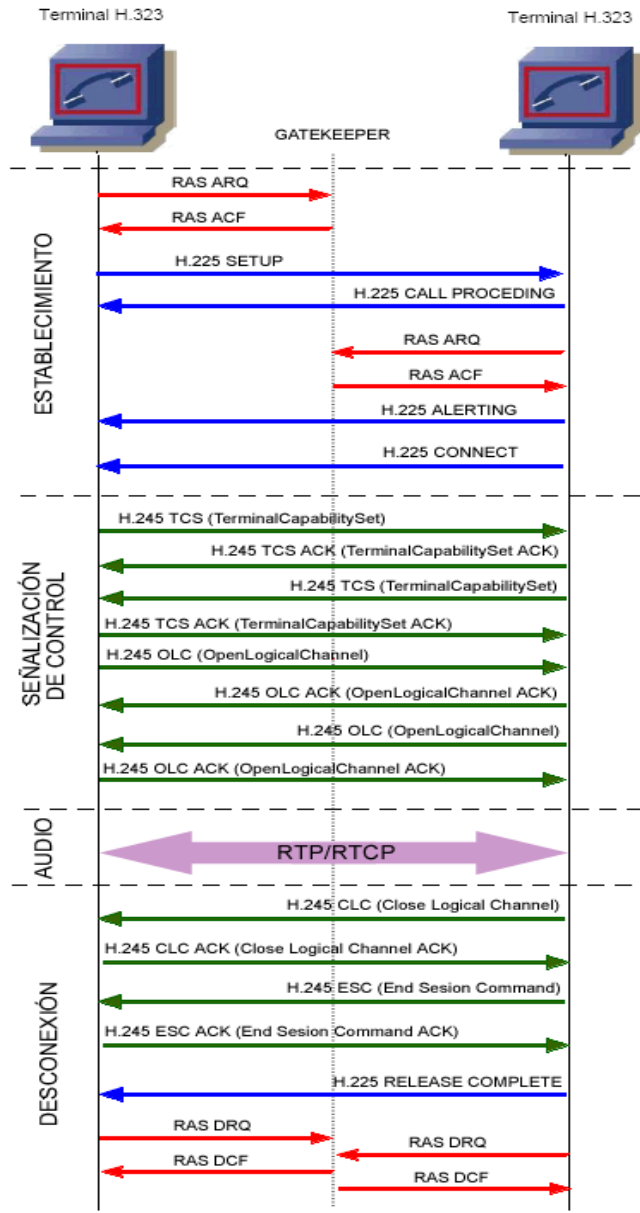 Terminal H.323
Terminal H.323
GATEKEEPER
ESTABLECIMIENTO
RAS ARQ
RAS ACF
H.225 SETUP
H.225 CALL PROCEDING
RAS ARQ
RAS ACF
H.225 ALERTING
H.225 CONNECT
SEÑALIZACIÓN
DE CONTROL
H.245 TCS (TerminalCapabilitySet)
H.245 TCS ACK (TerminalCapabilitySet ACK)
H.245 TCS (TerminalCapabilitySet)
H.245 TCS ACK (TerminalCapabilitySet ACK)
H.245 OLC (OpenLogicalChannel)
H.245 OLC ACK (OpenLogicalChannel ACK)
H.245 OLC (OpenLogicalChannel)
H.245 OLC ACK (OpenLogicalChannel ACK)
AUDIO
RTP/RTCP
DESCONEXIÓN
H.245 CLC (Close Logical Channel)
H.245 CLC ACK (Close Logical Channel ACK)
H.245 ESC (End Sesion Command)
H.245 ESC ACK (End Sesion Command ACK)
H.225 RELEASE COMPLETE
RAS DRQ
RAS DRQ
RAS DCF
RAS DCF